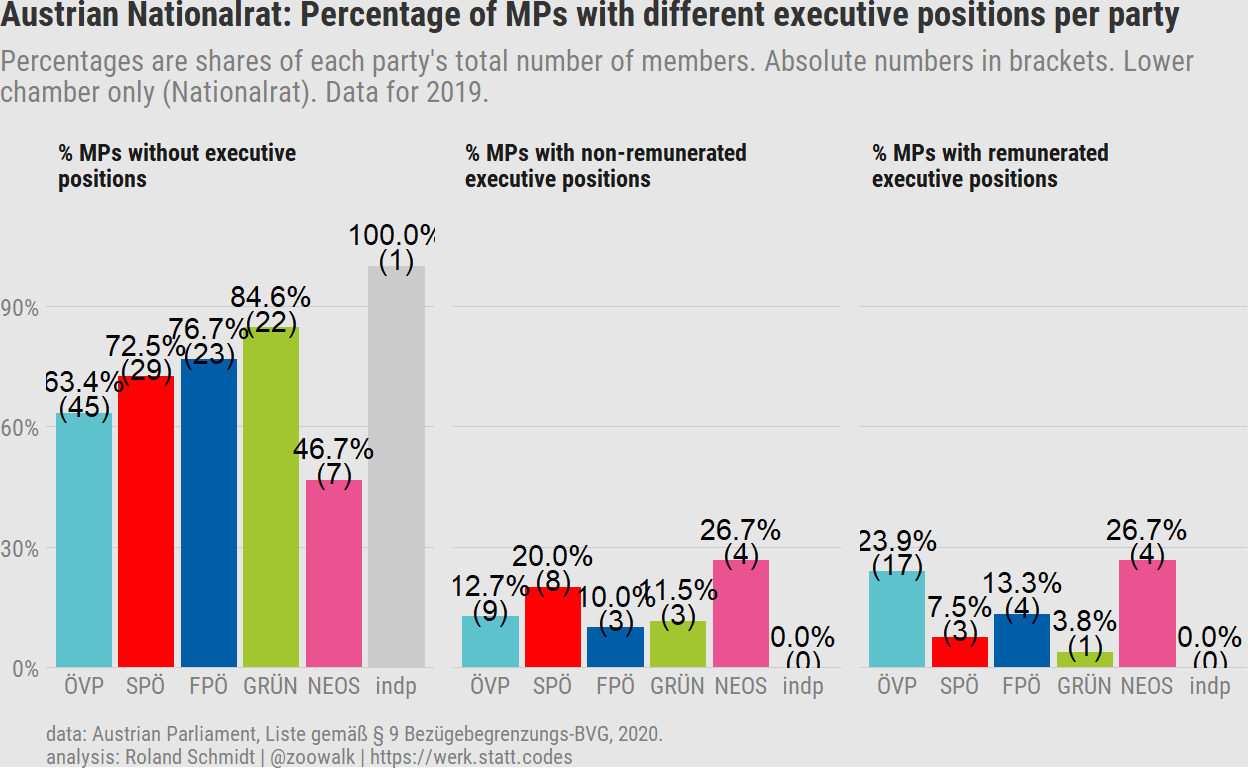 Austrian Nationalrat: Percentage of MPs with different executive positions per party
Percentages are shares of each party's total number of members. Absolute numbers in brackets. Lower
chamber only (Nationalrat). Data for 2019.
% MPs without executive
positions
% MPs with non-remunerated
executive positions
% MPs with remunerated
executive positions
90%
60%
30%
0%
63.4%
(45)
72.5%
(29)
76.7%
(23)
84.6%
(22)
46.7%
(7)
100.0%
(1)
12.7%
(9)
20.0%
(8)
10.0%
(3)
11.5%
(3)
26.7%
(4)
0.0%
(0)
23.9%
(17)
7.5%
(3)
13.3%
(4)
3.8%
(1)
26.7%
(4)
0.0%
(0)
ÖVP SPÖ FPÖ GRÜN NEOS indp
ÖVP SPÖ FPÖ GRÜN NEOS indp
ÖVP SPÖ FPÖ GRÜN NEOS indp
data: Austrian Parliament, Liste gemäß § 9 Bezügebegrenzungs-BVG, 2020.
analysis: Roland Schmidt | @zoowalk | https://werk.statt.codes